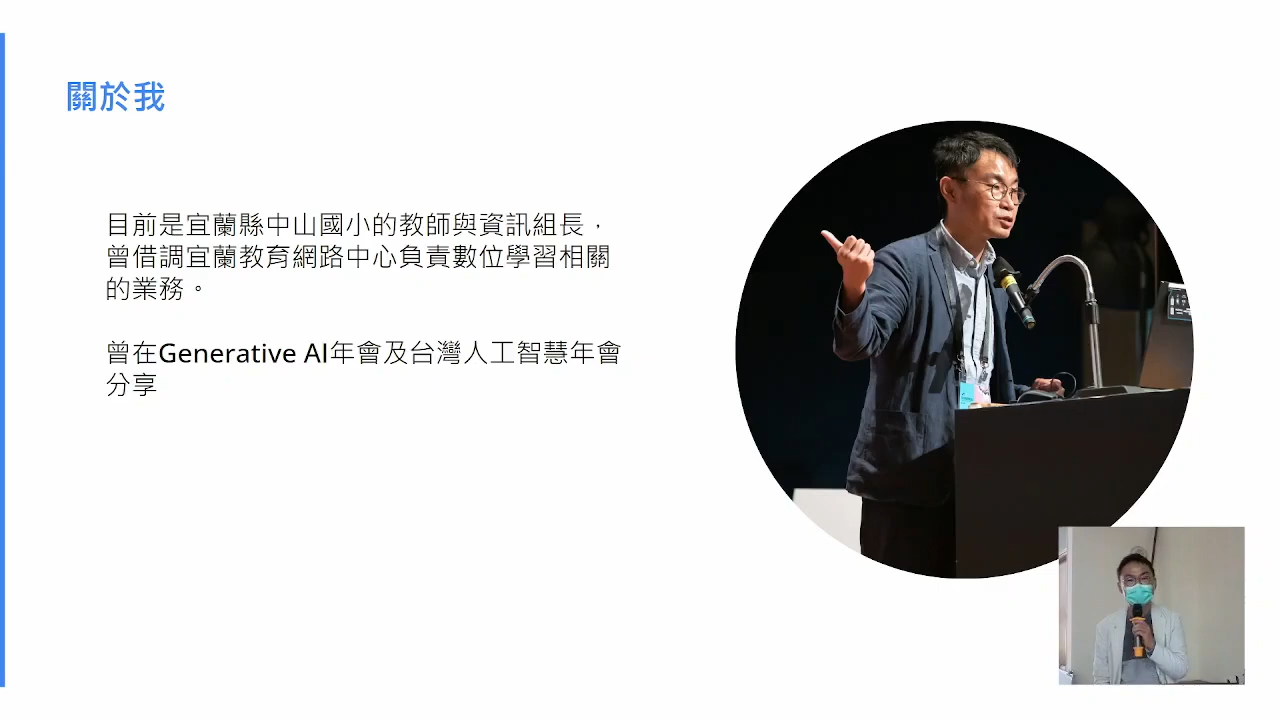 關於我
目前是宜蘭縣中山國小的教師與資訊組長，
曾借調宜蘭教育網路中心負責數位學習相關
的業務。
曾在Generative AI年會及台灣人工智慧年會
分享